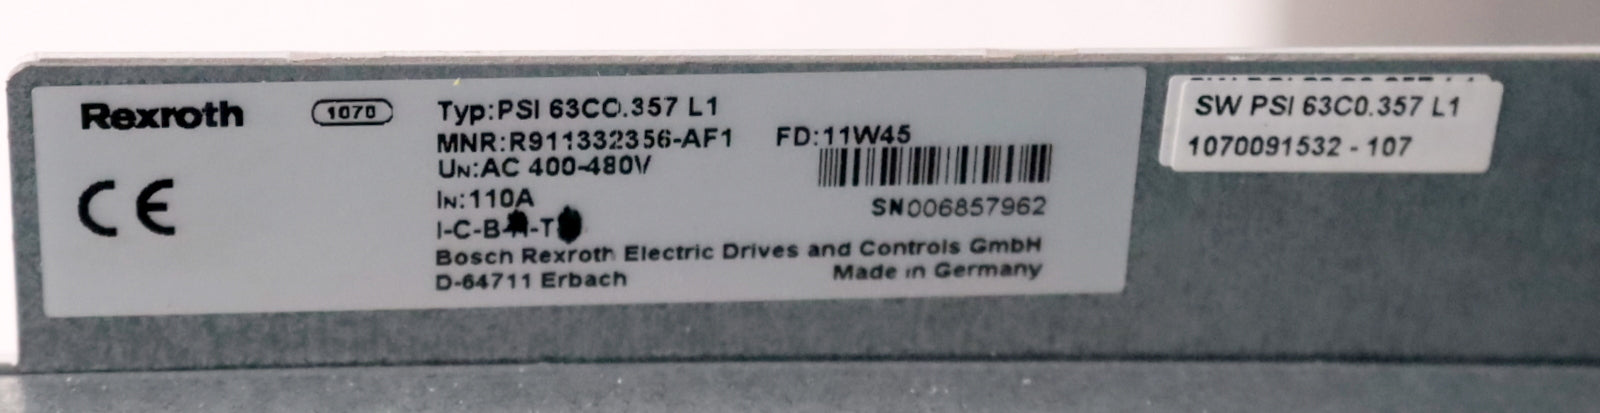 Rexroth
1070
Typ:PSI 63C0.357 L1
MNR:R911332356-AF1 FD:11W45
UN:AC 400-480V
IN:110A
SN006857962
Bosch Rexroth Electric Drives and Controls GmbH
D-64711 Erbach Made in Germany
CE
SW PSI 63C0.357 L1
1070091532 - 107